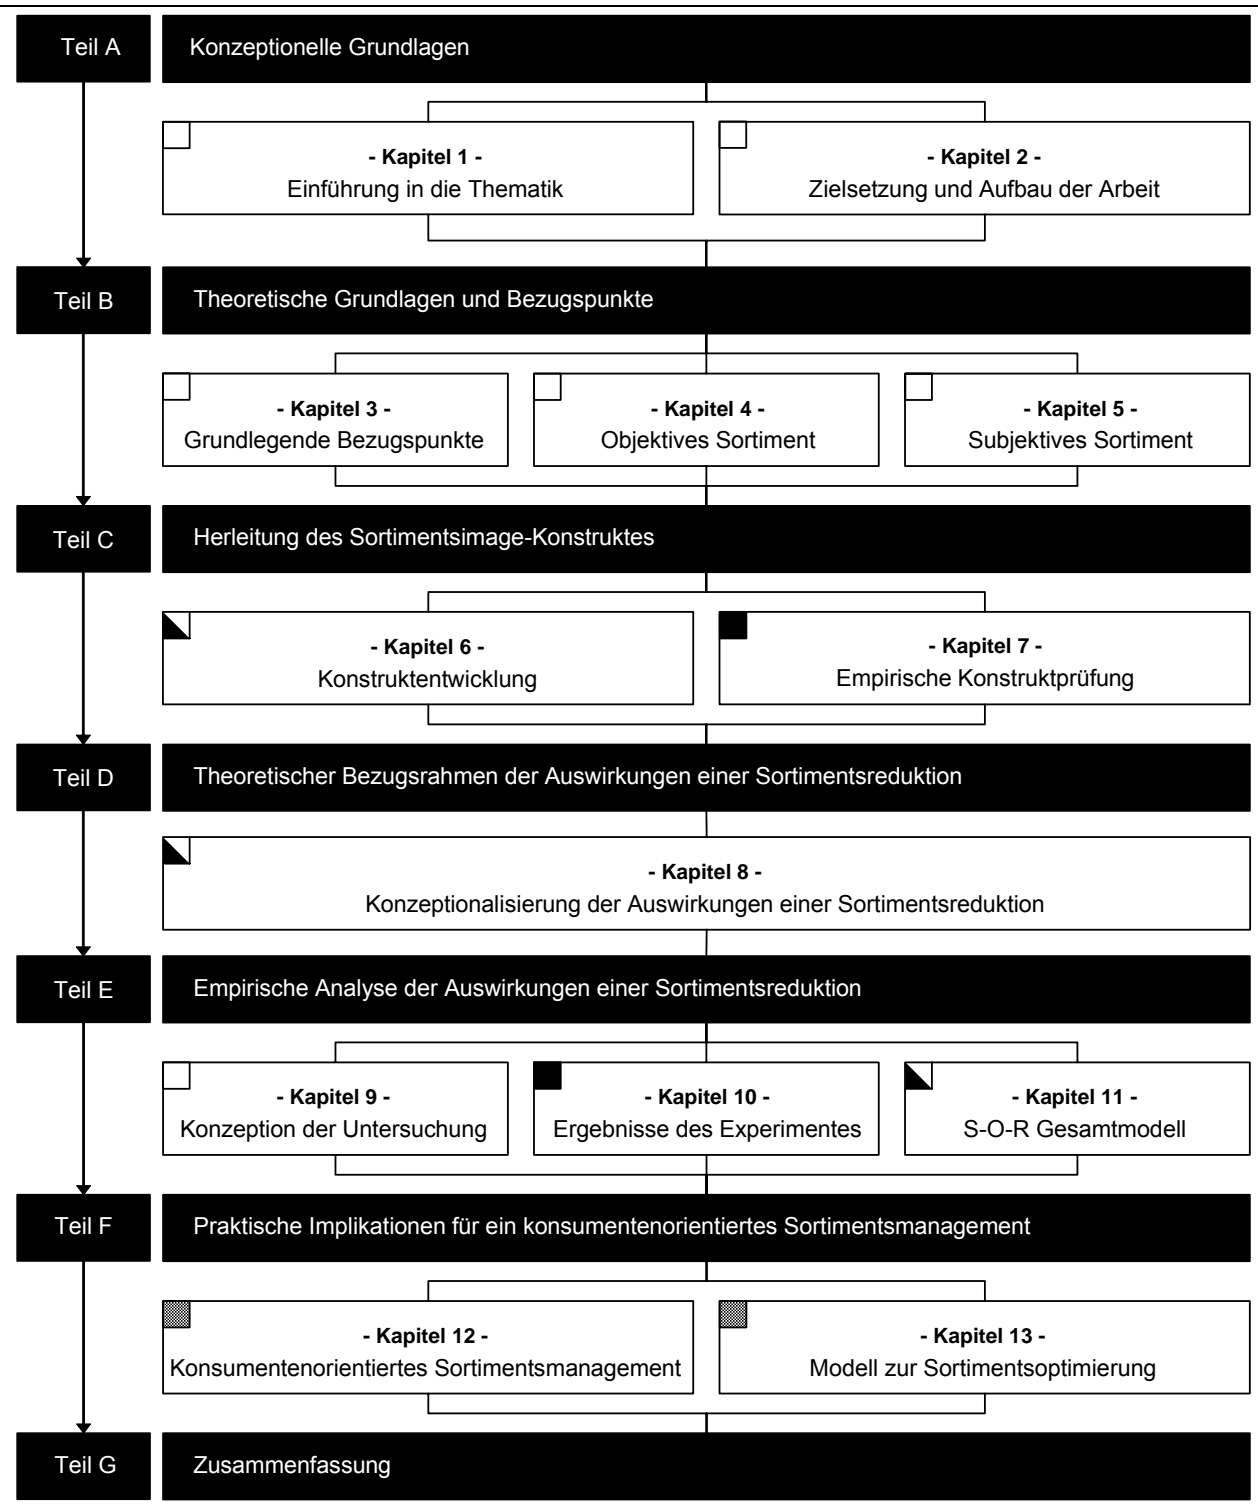 Teil A
Konzeptionelle Grundlagen
- Kapitel 1 -
Einführung in die Thematik
- Kapitel 2 -
Zielsetzung und Aufbau der Arbeit
Teil B
Theoretische Grundlagen und Bezugspunkte
- Kapitel 3 -
Grundlegende Bezugspunkte
- Kapitel 4 -
Objektives Sortiment
- Kapitel 5 -
Subjektives Sortiment
Teil C
Herleitung des Sortimentsimage-Konstruktes
- Kapitel 6 -
Konstruktentwicklung
- Kapitel 7 -
Empirische Konstruktprüfung
Teil D
Theoretischer Bezugsrahmen der Auswirkungen einer Sortimentsreduktion
- Kapitel 8 -
Konzeptionalisierung der Auswirkungen einer Sortimentsreduktion
Teil E
Empirische Analyse der Auswirkungen einer Sortimentsreduktion
- Kapitel 9 -
Konzeption der Untersuchung
- Kapitel 10 -
Ergebnisse des Experimentes
- Kapitel 11 -
S-O-R Gesamtmodell
Teil F
Praktische Implikationen für ein konsumentenorientiertes Sortimentsmanagement
- Kapitel 12 -
Konsumentenorientiertes Sortimentsmanagement
- Kapitel 13 -
Modell zur Sortimentsoptimierung
Teil G
Zusammenfassung